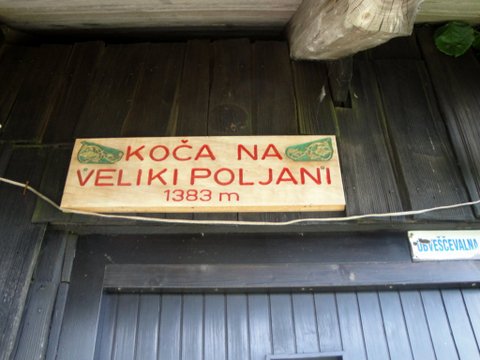 KOČA NA
VELIKI POLJANI
1383 m
OBVEŠČEVALNA